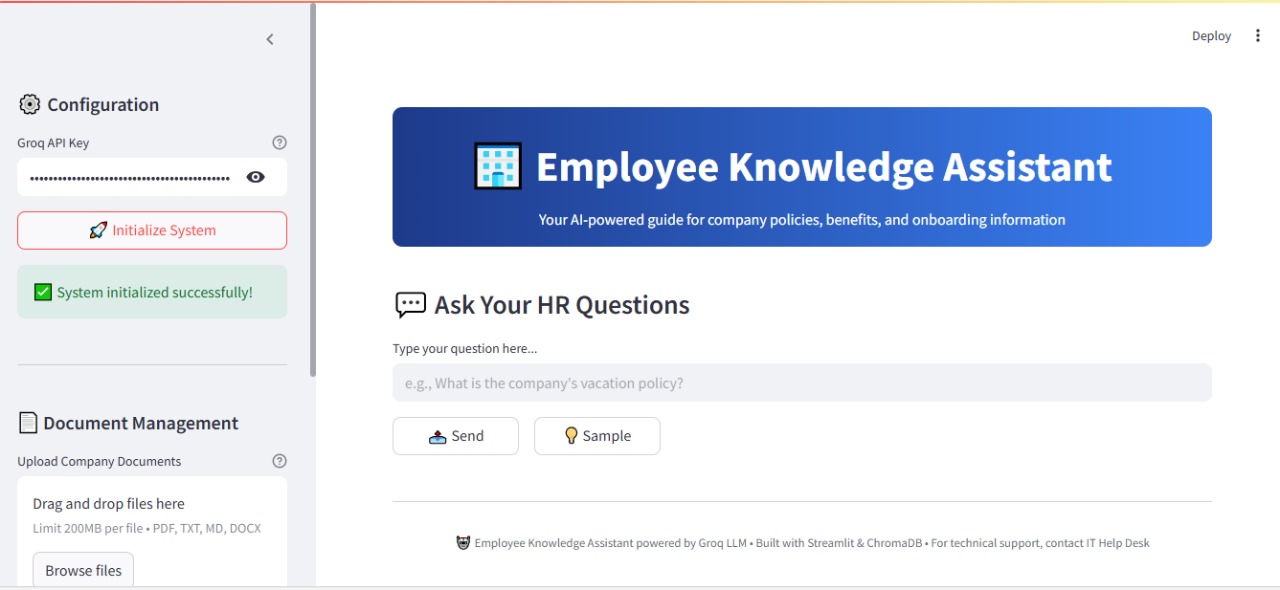 Deploy
Configuration
Groq API Key
Initialize System
System initialized successfully!
Document Management
Upload Company Documents
Drag and drop files here
Limit 200MB per file • PDF, TXT, MD, DOCX
Browse files
Employee Knowledge Assistant
Your AI-powered guide for company policies, benefits, and onboarding information
Ask Your HR Questions
Type your question here...
e.g., What is the company's vacation policy?
Send
Sample
Employee Knowledge Assistant powered by Groq LLM • Built with Streamlit & ChromaDB • For technical support, contact IT Help Desk